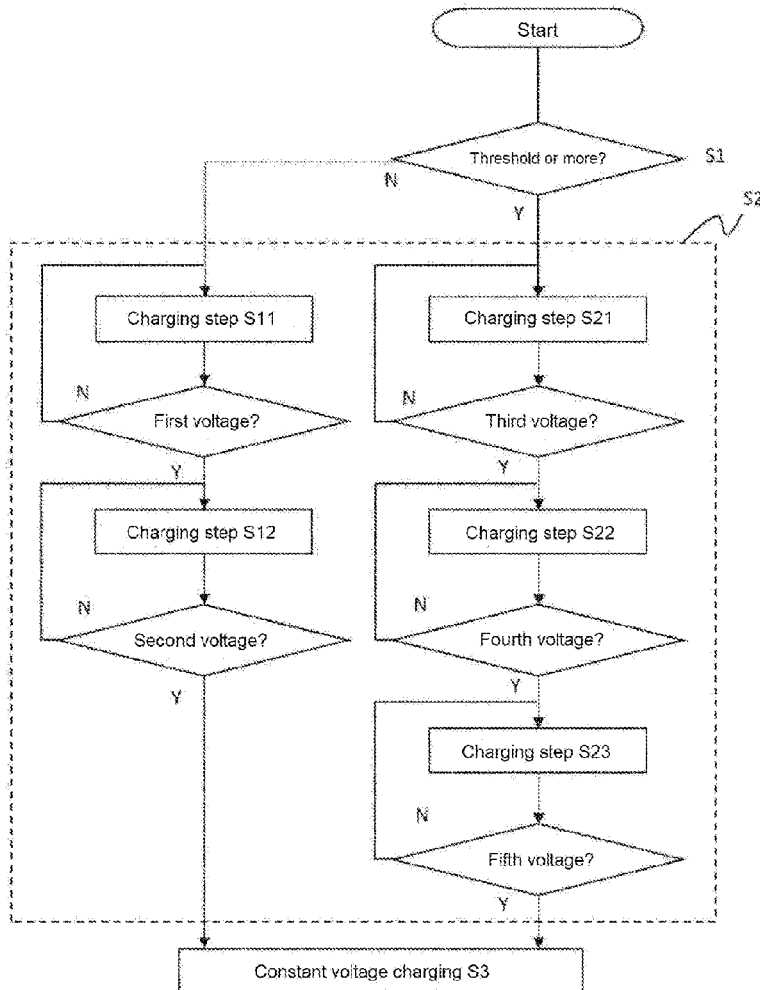 Start
Threshold or more?
S1
N
Y
S2
Charging step S11
Charging step S21
N
First voltage?
N
Third voltage?
Y
Y
Charging step S12
Charging step S22
N
Second voltage?
N
Fourth voltage?
Y
Y
Charging step S23
N
Fifth voltage?
Y
Constant voltage charging S3